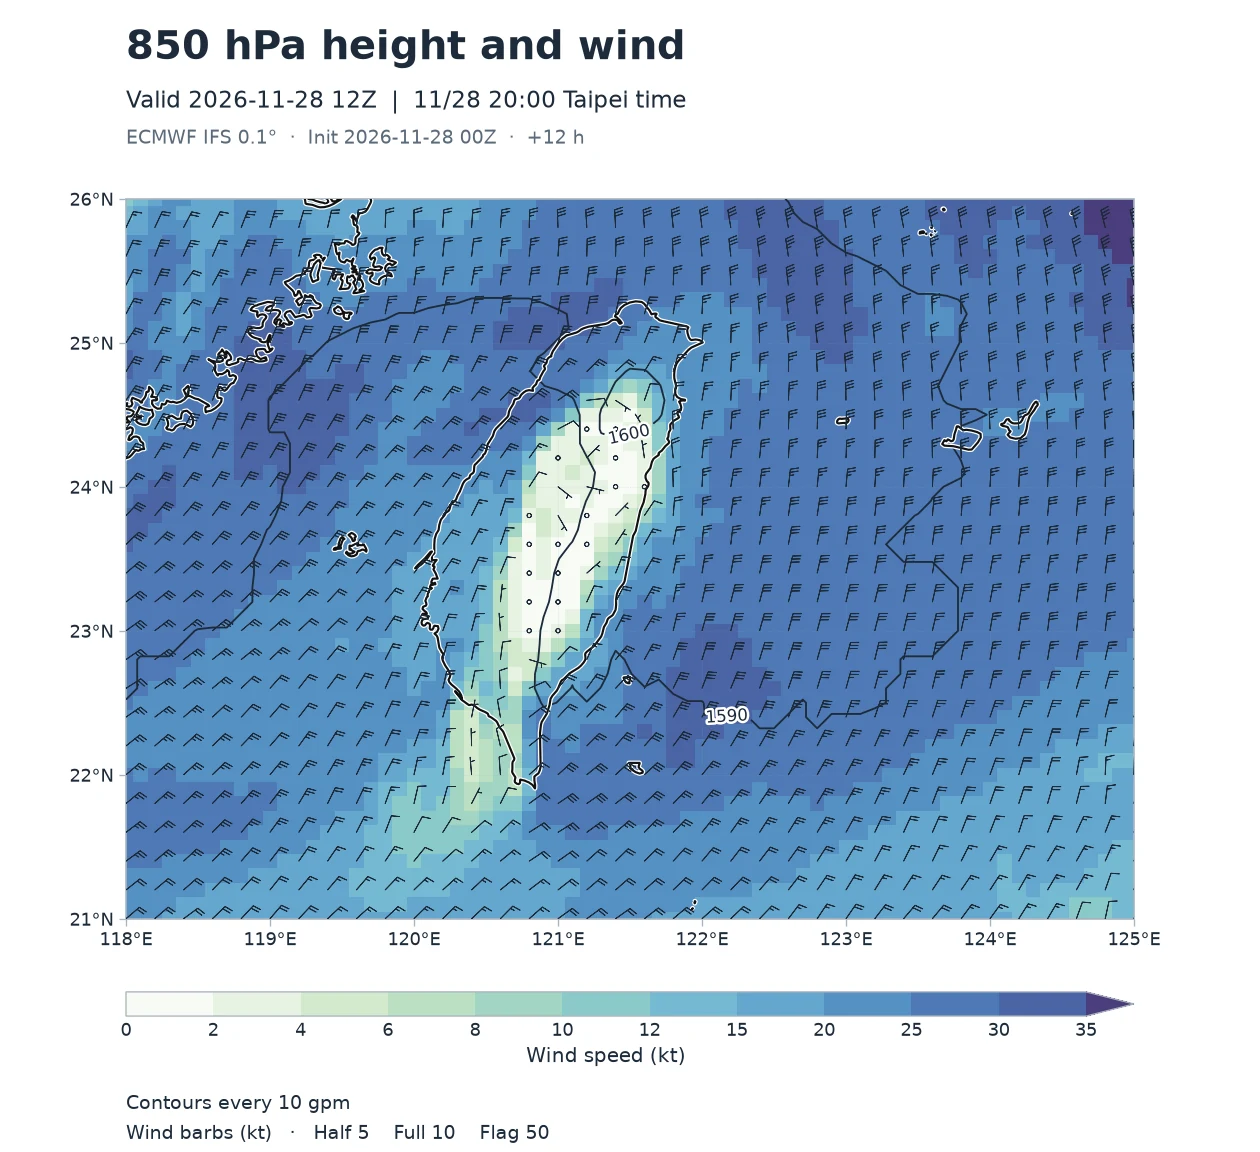 850 hPa height and wind
Valid 2026-11-28 12Z | 11/28 20:00 Taipei time
ECMWF IFS 0.1° · Init 2026-11-28 00Z · +12 h
26°N
25°N
24°N
23°N
22°N
21°N
1600
1590
118°E 119°E 120°E 121°E 122°E 123°E 124°E 125°E
0 2 4 6 8 10 12 15 20 25 30 35
Wind speed (kt)
Contours every 10 gpm
Wind barbs (kt) · Half 5 Full 10 Flag 50